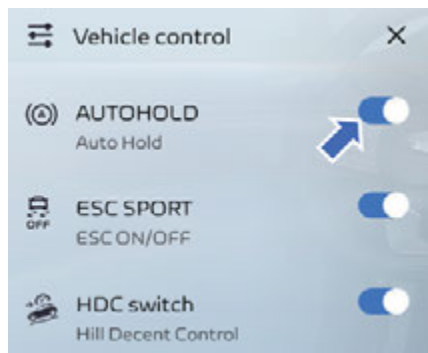 Vehicle control
AUTOHOLD
Auto Hold
ESC SPORT
OFF
ESC ON/OFF
HDC switch
Hill Decent Control